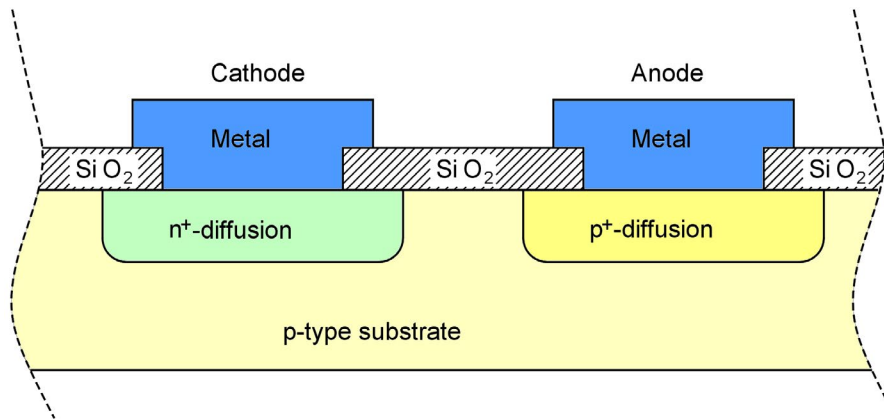 Cathode
Anode
Metal
Metal
Si O₂
Si O₂
Si O₂
n⁺-diffusion
p⁺-diffusion
p-type substrate